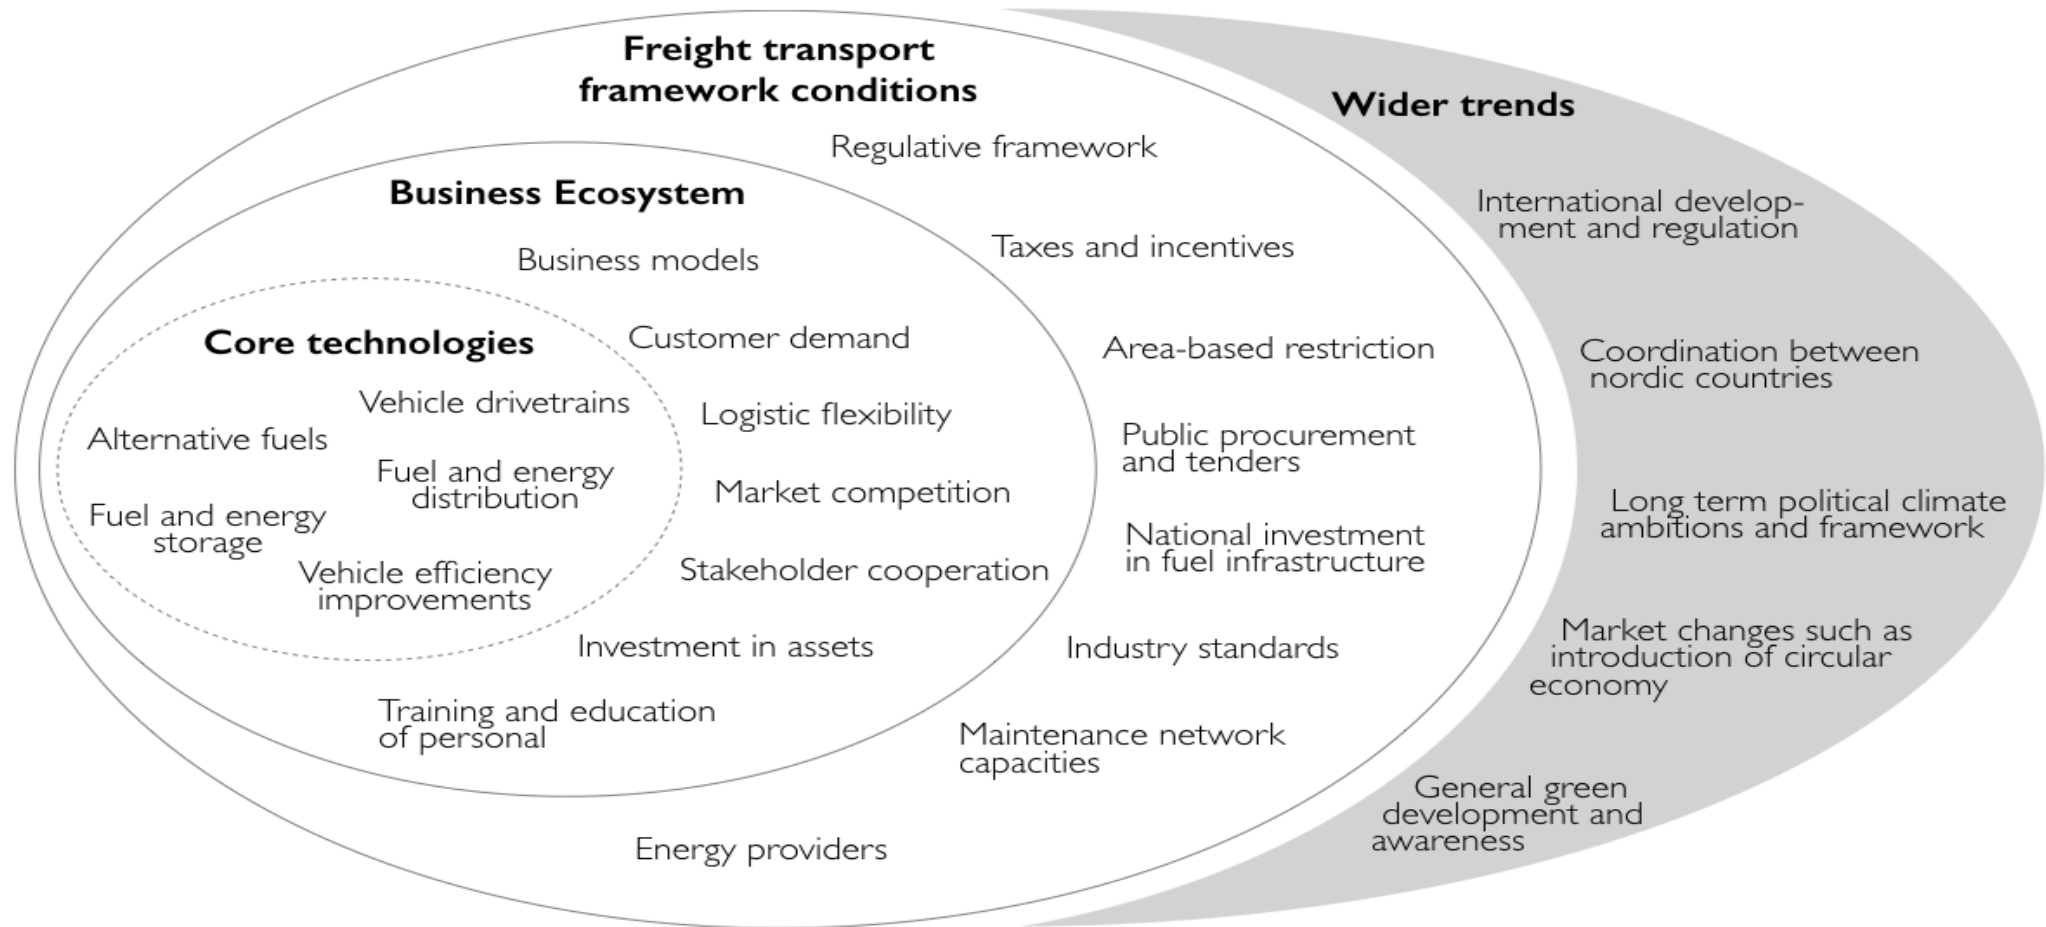 Freight transport
framework conditions
Regulative framework
Taxes and incentives
Area-based restriction
Public procurement
and tenders
National investment
in fuel infrastructure
Industry standards
Maintenance network
capacities
Energy providers
Business Ecosystem
Business models
Customer demand
Logistic flexibility
Market competition
Stakeholder cooperation
Investment in assets
Training and education
of personal
Core technologies
Vehicle drivetrains
Alternative fuels
Fuel and energy
distribution
Fuel and energy
storage
Vehicle efficiency
improvements
Wider trends
International develop-
ment and regulation
Coordination between
nordic countries
Long term political climate
ambitions and framework
Market changes such as
introduction of circular
economy
General green
development and
awareness